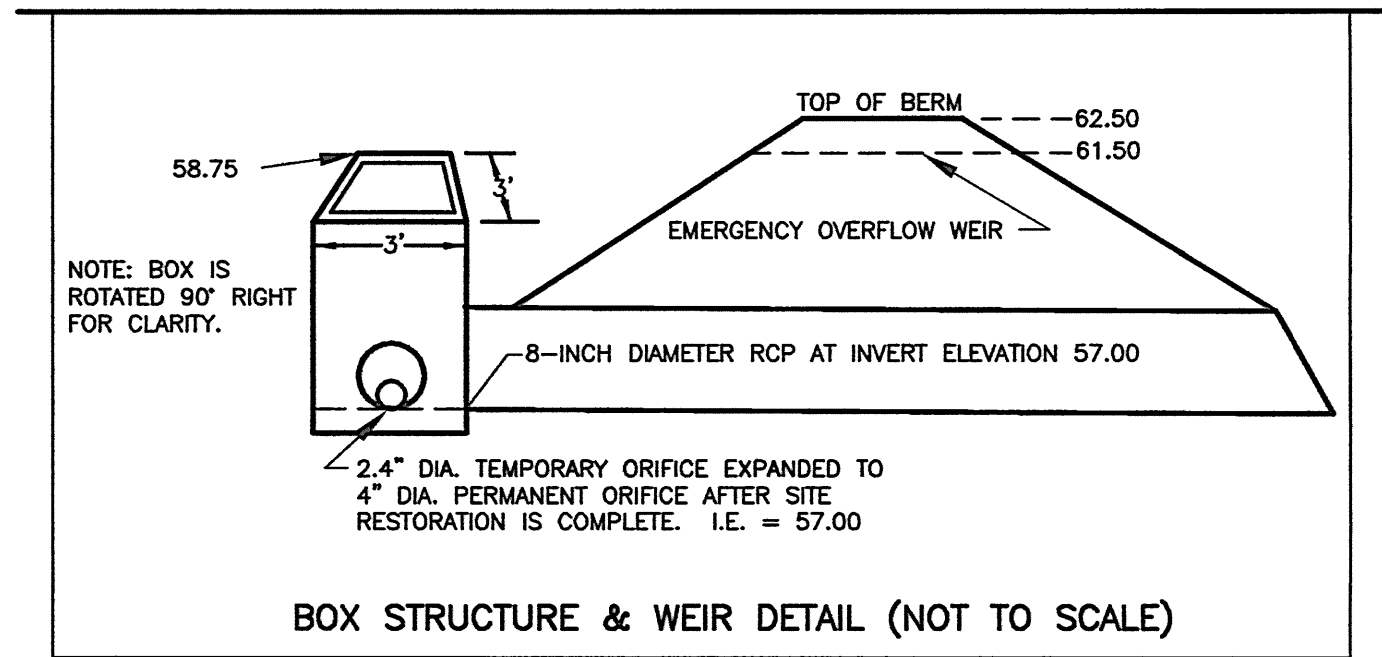 TOP OF BERM
62.50
61.50
58.75
3'
3'
EMERGENCY OVERFLOW WEIR
NOTE: BOX IS
ROTATED 90° RIGHT
FOR CLARITY.
8-INCH DIAMETER RCP AT INVERT ELEVATION 57.00
2.4" DIA. TEMPORARY ORIFICE EXPANDED TO
4" DIA. PERMANENT ORIFICE AFTER SITE
RESTORATION IS COMPLETE. I.E. = 57.00
BOX STRUCTURE & WEIR DETAIL (NOT TO SCALE)